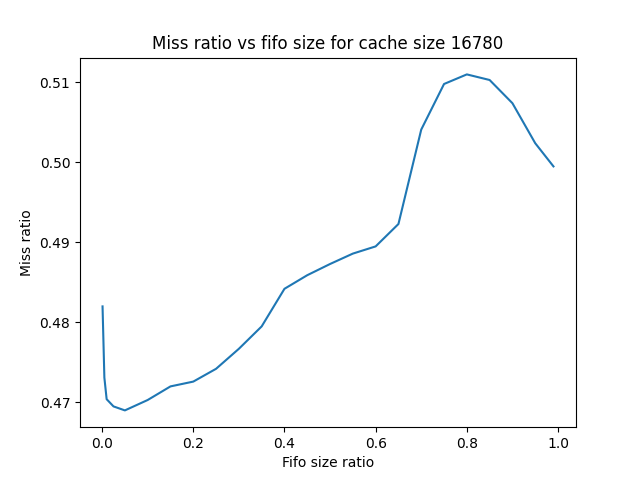 Miss ratio vs fifo size for cache size 16780
0.51
0.50
0.49
0.48
0.47
Miss ratio
0.0 0.2 0.4 0.6 0.8 1.0
Fifo size ratio